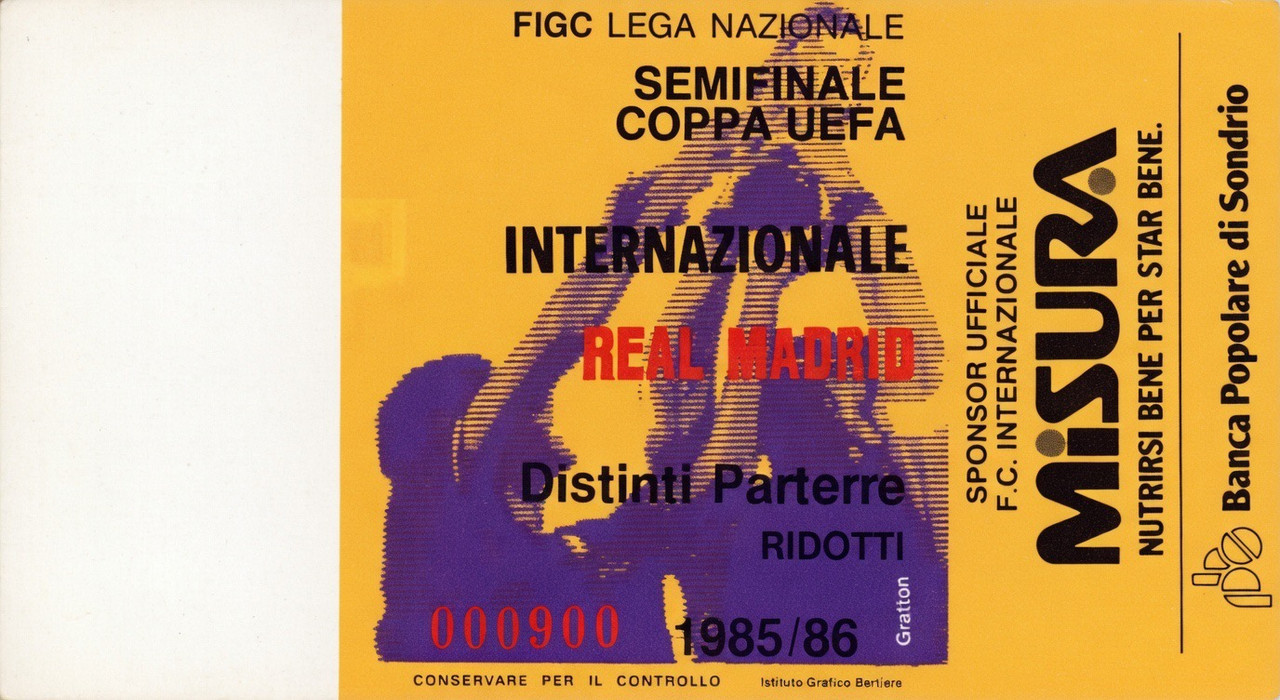 FIGC LEGA NAZIONALE
SEMIFINALE
COPPA UEFA
INTERNAZIONALE
REAL MADRID
Distinti Parterre
RIDOTTI
Gratton
000900
1985/86
CONSERVARE PER IL CONTROLLO
Istituto Grafico Bertieri
SPONSOR UFFICIALE
F.C. INTERNAZIONALE
MiSURA
NUTRIRSI BENE PER STAR BENE.
Banca Popolare di Sondrio